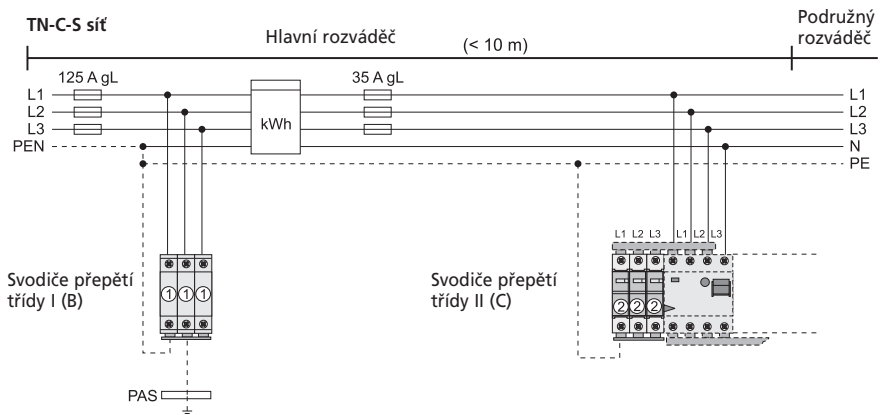 TN-C-S síť
Hlavní rozváděč
(< 10 m)
Podružný
rozváděč
125 A gL
35 A gL
L1
L1
L2
L2
L3
L3
kWh
PEN
N
PE
L1 L2 L3 L1 L2 L3
Svodiče přepětí
třídy I (B)
1 1 1
Svodiče přepětí
třídy II (C)
2 2 2
PAS